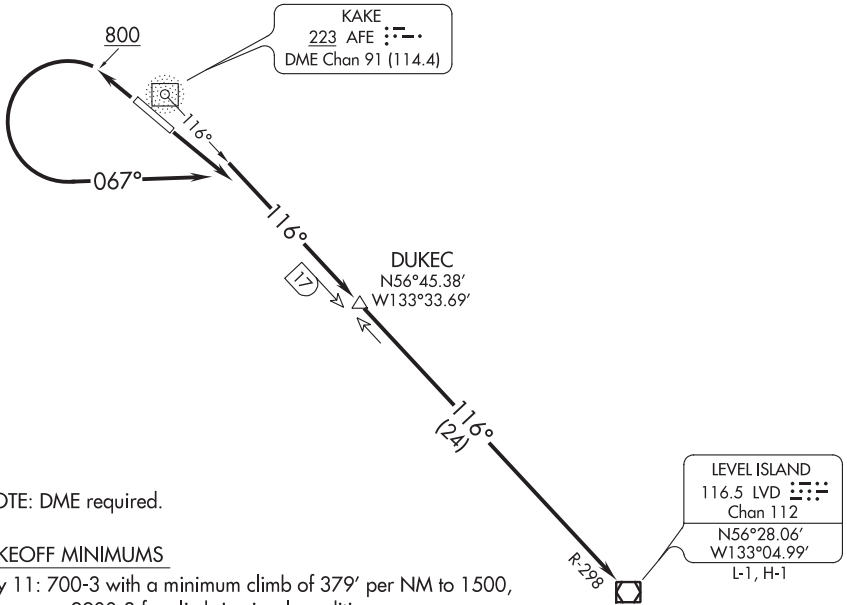 KAKE
223 AFE
DME Chan 91 (114.4)
800
116°
067°
116°
DUKEC
N56°45.38′
W133°33.69′
17
116°
(24)
LEVEL ISLAND
116.5 LVD
Chan 112
N56°28.06′
W133°04.99′
L-1, H-1
R-298
OTE: DME required.
KEOFF MINIMUMS
y 11: 700-3 with a minimum climb of 379′ per NM to 1500,